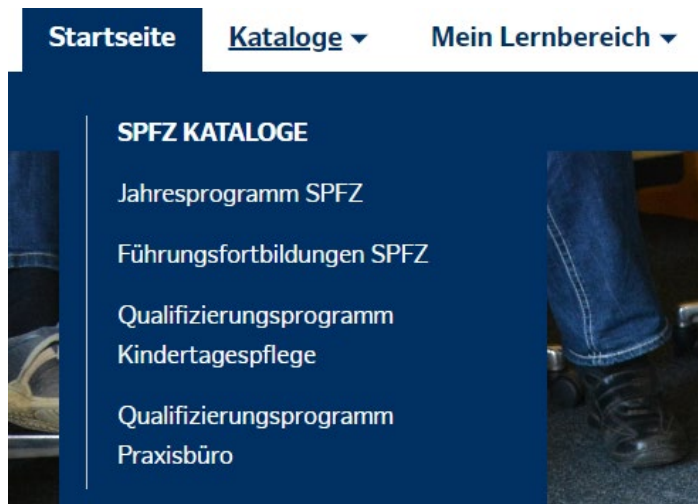 Startseite Kataloge Mein Lernbereich
SPFZ KATALOGE
Jahresprogramm SPFZ
Führungsfortbildungen SPFZ
Qualifizierungsprogramm
Kindertagespflege
Qualifizierungsprogramm
Praxisbüro